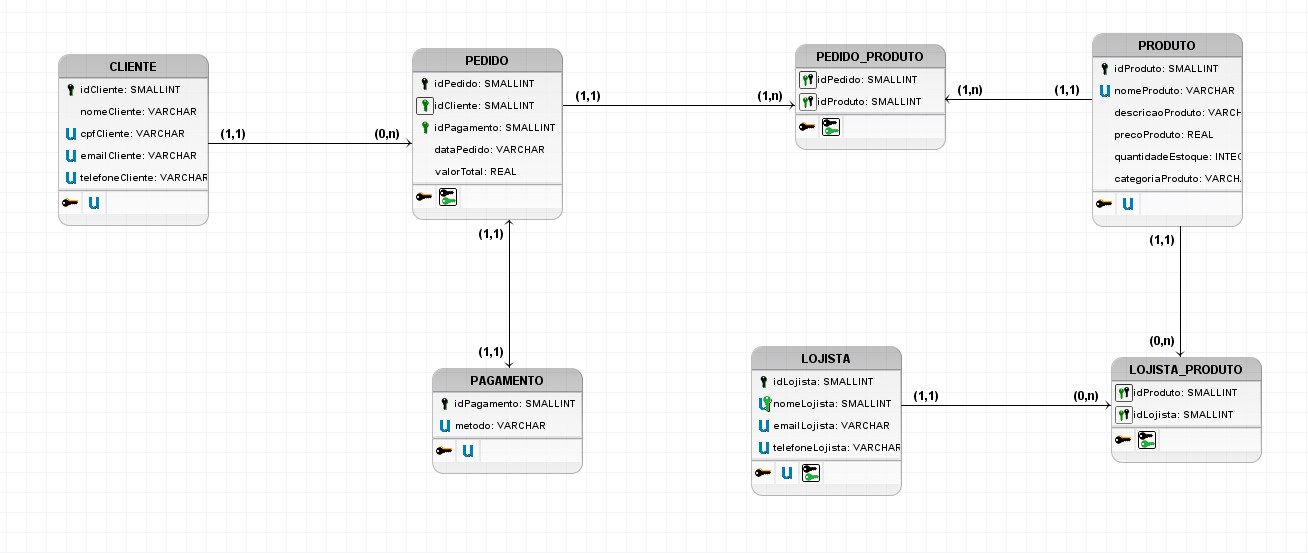 CLIENTE
idCliente: SMALLINT
nomeCliente: VARCHAR
cpfCliente: VARCHAR
emailCliente: VARCHAR
telefoneCliente: VARCHAR
(1,1)
(0,n)
PEDIDO
idPedido: SMALLINT
idCliente: SMALLINT
idPagamento: SMALLINT
dataPedido: VARCHAR
valorTotal: REAL
(1,1)
(1,n)
PEDIDO_PRODUTO
idPedido: SMALLINT
idProduto: SMALLINT
(1,n)
(1,1)
PRODUTO
idProduto: SMALLINT
nomeProduto: VARCHAR
descricaoProduto: VARCH
precoProduto: REAL
quantidadeEstoque: INTEG
categoriaProduto: VARCH
(1,1)
(1,1)
PAGAMENTO
idPagamento: SMALLINT
metodo: VARCHAR
LOJISTA
idLojista: SMALLINT
nomeLojista: SMALLINT
emailLojista: VARCHAR
telefoneLojista: VARCHAR
(1,1)
(0,n)
(1,1)
(0,n)
LOJISTA_PRODUTO
idProduto: SMALLINT
idLojista: SMALLINT